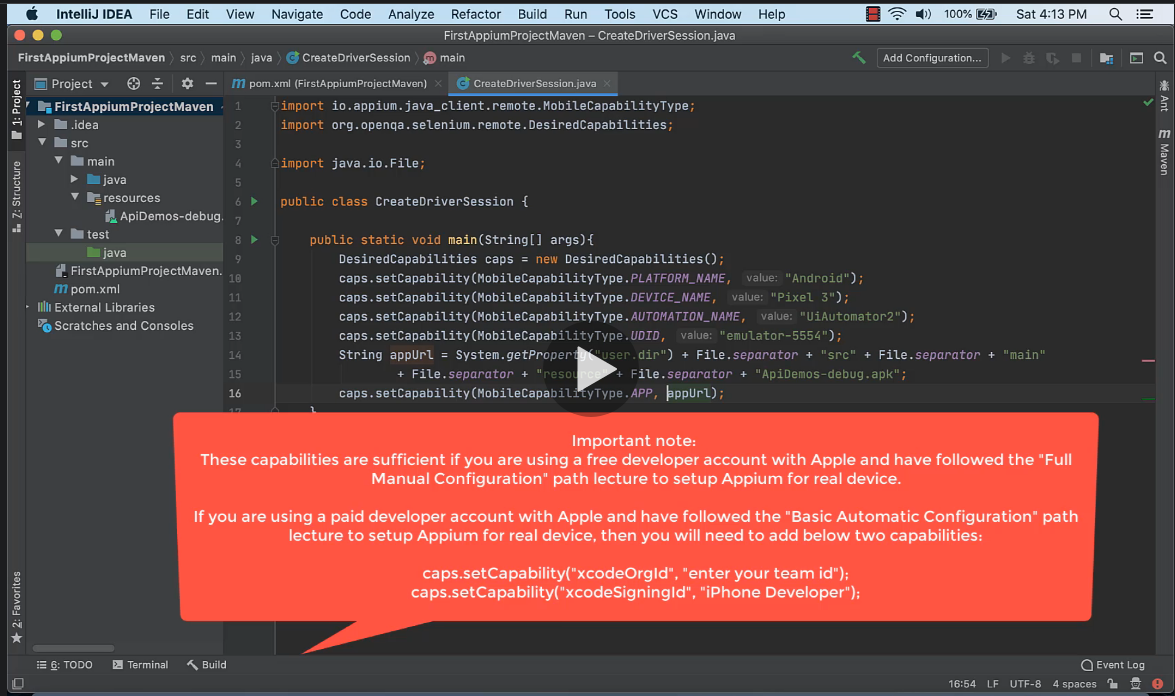 IntelliJ IDEA File Edit View Navigate Code Analyze Refactor Build Run Tools VCS Window Help 100% Sat 4:13 PM
FirstAppiumProjectMaven – CreateDriverSession.java
FirstAppiumProjectMaven src main java CreateDriverSession main Add Configuration...
Project pom.xml (FirstAppiumProjectMaven) CreateDriverSession.java
1: Project
Z: Structure
2: Favorites
FirstAppiumProjectMaven
.idea
src
main
java
resources
ApiDemos-debug.
test
java
FirstAppiumProjectMaven.
pom.xml
External Libraries
Scratches and Consoles
1 import io.appium.java_client.remote.MobileCapabilityType;
2 import org.openqa.selenium.remote.DesiredCapabilities;
3
4 import java.io.File;
5
6 public class CreateDriverSession {
7
8 public static void main(String[] args){
9 DesiredCapabilities caps = new DesiredCapabilities();
10 caps.setCapability(MobileCapabilityType.PLATFORM_NAME, value: "Android");
11 caps.setCapability(MobileCapabilityType.DEVICE_NAME, value: "Pixel 3");
12 caps.setCapability(MobileCapabilityType.AUTOMATION_NAME, value: "UiAutomator2");
13 caps.setCapability(MobileCapabilityType.UDID, value: "emulator-5554");
14 String appUrl = System.getProperty("user.dir") + File.separator + "src" + File.separator + "main"
15 + File.separator + + File.separator + "ApiDemos-debug.apk";
16 caps.setCapability(MobileCapabilityType.APP, appUrl);
17 }
Ant
Maven
Important note:
These capabilities are sufficient if you are using a free developer account with Apple and have followed the "Full
Manual Configuration" path lecture to setup Appium for real device.
If you are using a paid developer account with Apple and have followed the "Basic Automatic Configuration" path
lecture to setup Appium for real device, then you will need to add below two capabilities:
caps.setCapability("xcodeOrgId", "enter your team id");
caps.setCapability("xcodeSigningId", "iPhone Developer");
6: TODO Terminal Build Event Log
16:54 LF UTF-8 4 spaces